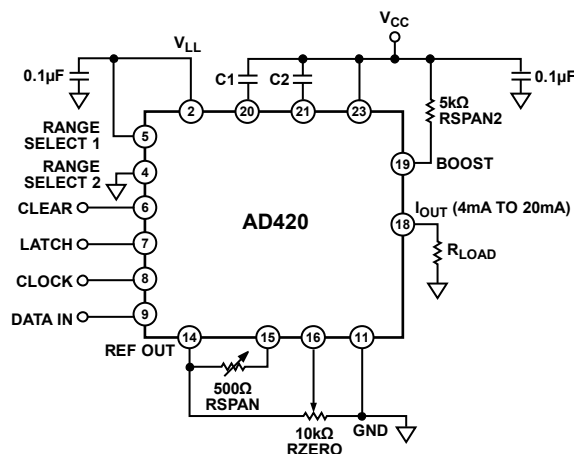 VCC
VLL
0.1µF
C1
C2
0.1µF
5kΩ
RSPAN2
2
20
21
23
RANGE
SELECT 1
5
19
BOOST
RANGE
SELECT 2
4
CLEAR
6
AD420
18
IOUT (4mA TO 20mA)
LATCH
7
RLOAD
CLOCK
8
DATA IN
9
REF OUT
14
15
16
11
500Ω
RSPAN
10kΩ
RZERO
GND